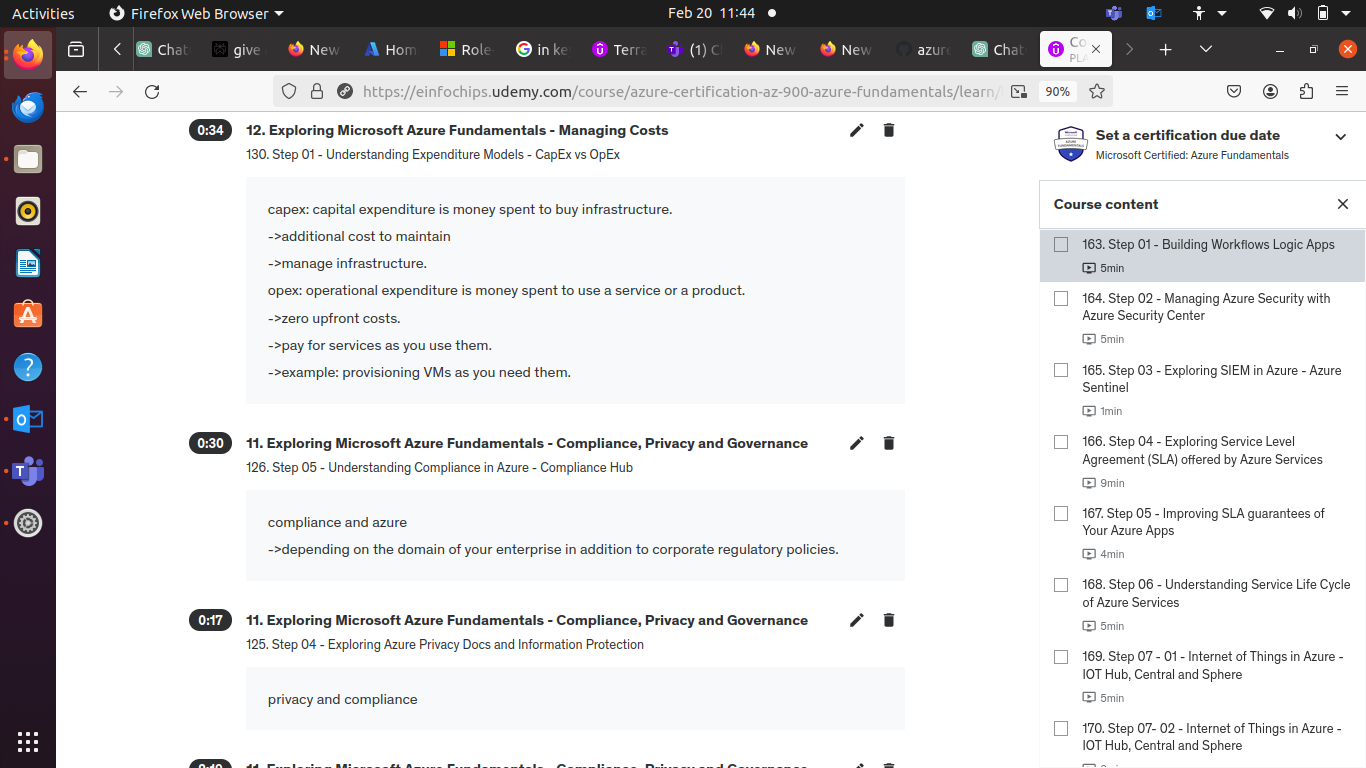 Activities
Firefox Web Browser
Feb 20 11:44
Chat
give
New
Hom
Role
in ke
Terra
(1) C
New
New
azure
Chat
Co
PLA
https://einfochips.udemy.com/course/azure-certification-az-900-azure-fundamentals/learn/
90%
0:34
12. Exploring Microsoft Azure Fundamentals - Managing Costs
130. Step 01 - Understanding Expenditure Models - CapEx vs OpEx
capex: capital expenditure is money spent to buy infrastructure.
->additional cost to maintain
->manage infrastructure.
opex: operational expenditure is money spent to use a service or a product.
->zero upfront costs.
->pay for services as you use them.
->example: provisioning VMs as you need them.
0:30
11. Exploring Microsoft Azure Fundamentals - Compliance, Privacy and Governance
126. Step 05 - Understanding Compliance in Azure - Compliance Hub
compliance and azure
->depending on the domain of your enterprise in addition to corporate regulatory policies.
0:17
11. Exploring Microsoft Azure Fundamentals - Compliance, Privacy and Governance
125. Step 04 - Exploring Azure Privacy Docs and Information Protection
privacy and compliance
11. Exploring Microsoft Azure Fundamentals - Compliance, Privacy and Governance
Set a certification due date
Microsoft Certified: Azure Fundamentals
Course content
163. Step 01 - Building Workflows Logic Apps
5min
164. Step 02 - Managing Azure Security with
Azure Security Center
5min
165. Step 03 - Exploring SIEM in Azure - Azure
Sentinel
1min
166. Step 04 - Exploring Service Level
Agreement (SLA) offered by Azure Services
9min
167. Step 05 - Improving SLA guarantees of
Your Azure Apps
4min
168. Step 06 - Understanding Service Life Cycle
of Azure Services
5min
169. Step 07 - 01 - Internet of Things in Azure -
IOT Hub, Central and Sphere
5min
170. Step 07- 02 - Internet of Things in Azure -
IOT Hub, Central and Sphere